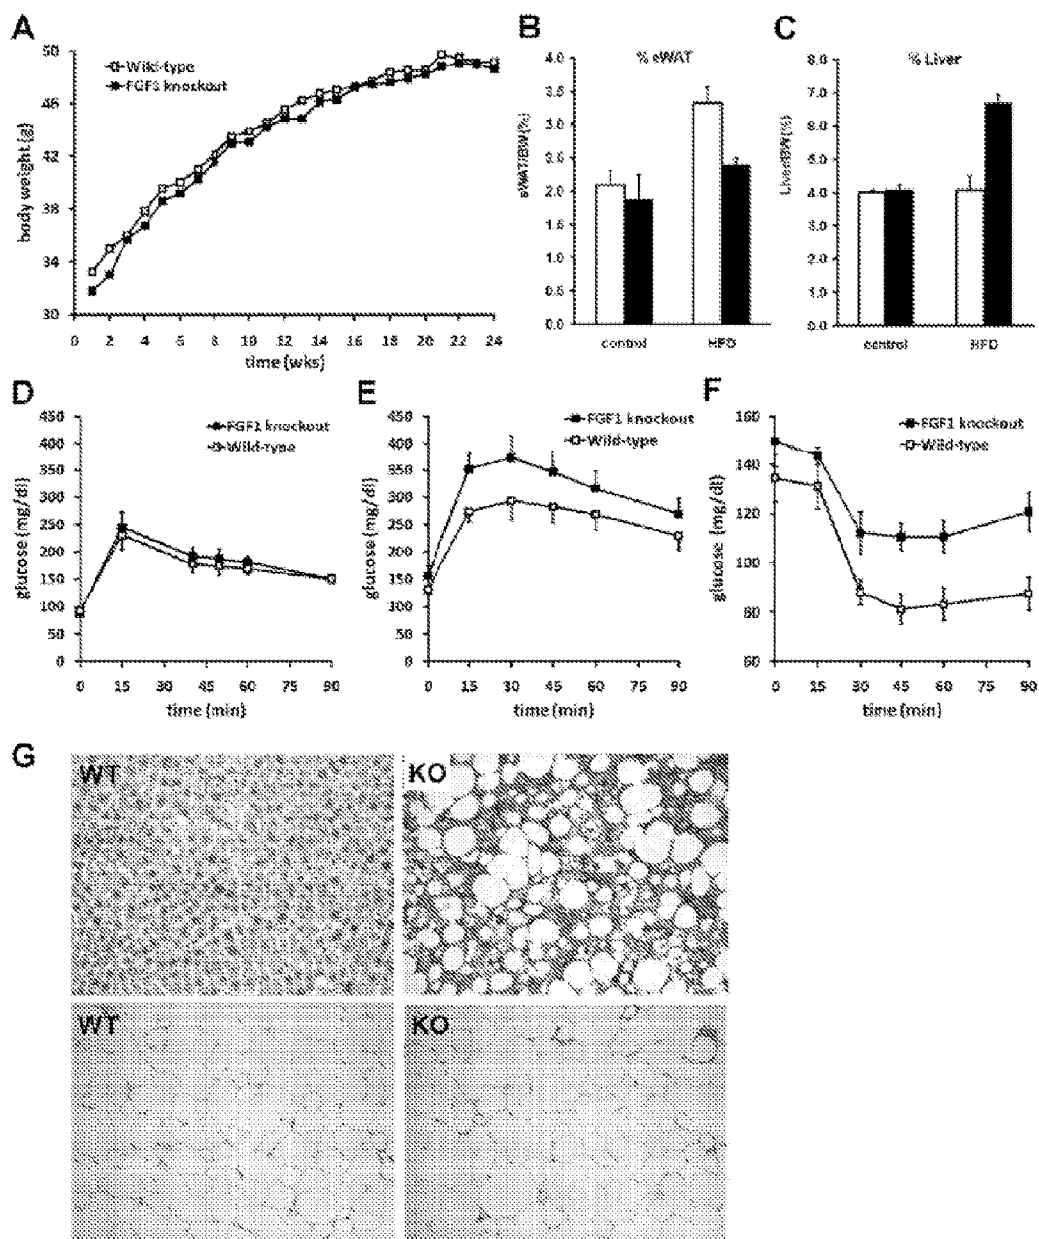 A
Wild-type
FGF1 knockout
body weight (g)
50
46
42
38
34
30
0 2 4 6 8 10 12 14 16 18 20 22 24
time (wks)
B
% eWAT
eWAT/BW (%)
4.0
3.5
3.0
2.5
2.0
1.5
1.0
0.5
0.0
control HFD
C
% Liver
Liver/BW (%)
8.0
7.0
6.0
5.0
4.0
3.0
2.0
1.0
0.0
control HFD
D
FGF1 knockout
Wild-type
glucose (mg/dl)
450
400
350
300
250
200
150
100
50
0
0 15 30 45 60 75 90
time (min)
E
FGF1 knockout
Wild-type
glucose (mg/dl)
450
400
350
300
250
200
150
100
50
0
0 15 30 45 60 75 90
time (min)
F
FGF1 knockout
Wild-type
glucose (mg/dl)
160
140
120
100
80
60
0 15 30 45 60 75 90
time (min)
G
WT
KO
WT
KO